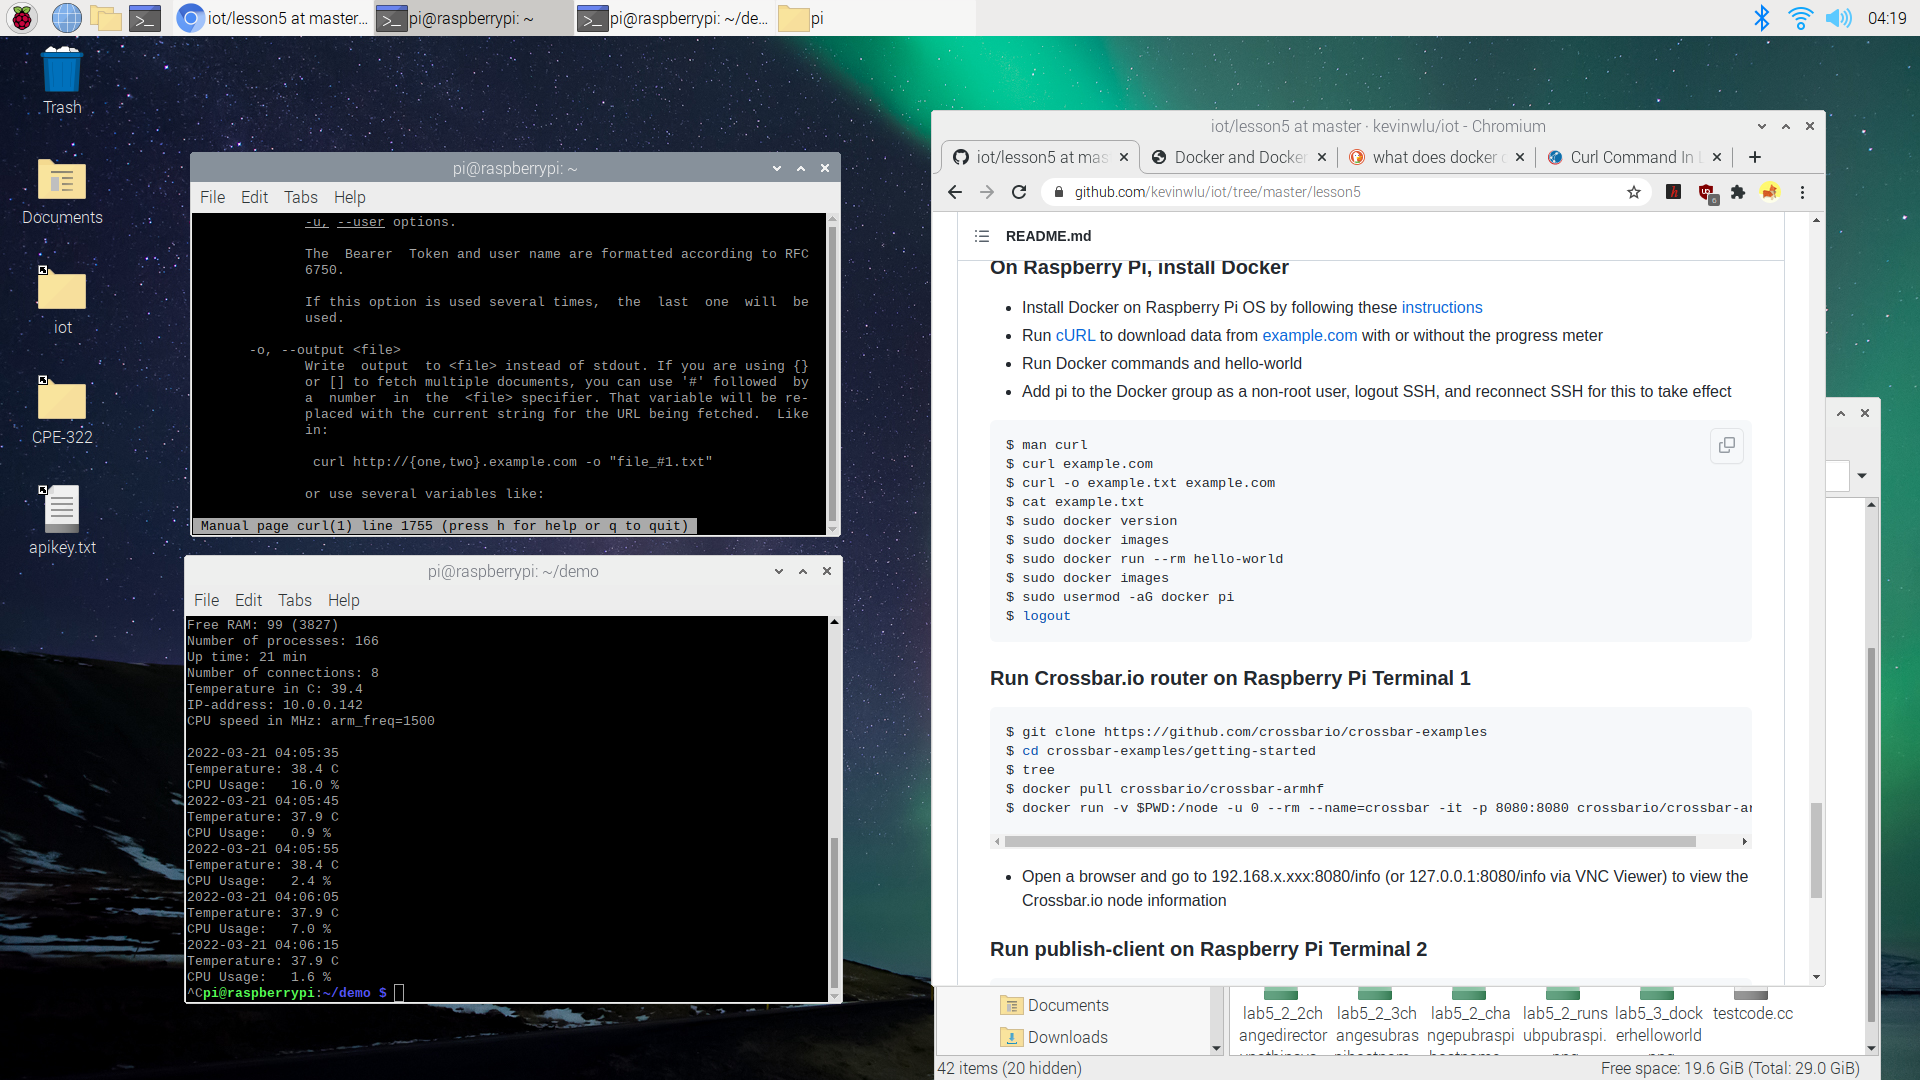 iot/lesson5 at master...
pi@raspberrypi: ~
pi@raspberrypi: ~/de...
pi
04:19
Trash
Documents
iot
CPE-322
apikey.txt
pi@raspberrypi: ~
File Edit Tabs Help
-u, --user options.
The Bearer Token and user name are formatted according to RFC
6750.
If this option is used several times, the last one will be
used.
-o, --output <file>
Write output to <file> instead of stdout. If you are using {}
or [] to fetch multiple documents, you can use '#' followed by
a number in the <file> specifier. That variable will be re-
placed with the current string for the URL being fetched. Like
in:
curl http://{one,two}.example.com -o "file_#1.txt"
or use several variables like:
Manual page curl(1) line 1755 (press h for help or q to quit)
pi@raspberrypi: ~/demo
File Edit Tabs Help
Free RAM: 99 (3827)
Number of processes: 166
Up time: 21 min
Number of connections: 8
Temperature in C: 39.4
IP-address: 10.0.0.142
CPU speed in MHz: arm_freq=1500
2022-03-21 04:05:35
Temperature: 38.4 C
CPU Usage: 16.0 %
2022-03-21 04:05:45
Temperature: 37.9 C
CPU Usage: 0.9 %
2022-03-21 04:05:55
Temperature: 38.4 C
CPU Usage: 2.4 %
2022-03-21 04:06:05
Temperature: 37.9 C
CPU Usage: 7.0 %
2022-03-21 04:06:15
Temperature: 37.9 C
CPU Usage: 1.6 %
^Cpi@raspberrypi:~/demo $
iot/lesson5 at master · kevinwlu/iot - Chromium
iot/lesson5 at mas
Docker and Docker
what does docker c
Curl Command In L
github.com/kevinwlu/iot/tree/master/lesson5
6
README.md
On Raspberry Pi, install Docker
• Install Docker on Raspberry Pi OS by following these instructions
• Run cURL to download data from example.com with or without the progress meter
• Run Docker commands and hello-world
• Add pi to the Docker group as a non-root user, logout SSH, and reconnect SSH for this to take effect
$ man curl
$ curl example.com
$ curl -o example.txt example.com
$ cat example.txt
$ sudo docker version
$ sudo docker images
$ sudo docker run --rm hello-world
$ sudo docker images
$ sudo usermod -aG docker pi
$ logout
Run Crossbar.io router on Raspberry Pi Terminal 1
$ git clone https://github.com/crossbario/crossbar-examples
$ cd crossbar-examples/getting-started
$ tree
$ docker pull crossbario/crossbar-armhf
$ docker run -v $PWD:/node -u 0 --rm --name=crossbar -it -p 8080:8080 crossbario/crossbar-ar
• Open a browser and go to 192.168.x.xxx:8080/info (or 127.0.0.1:8080/info via VNC Viewer) to view the
Crossbar.io node information
Run publish-client on Raspberry Pi Terminal 2
Documents
Downloads
lab5_2_2ch lab5_2_3ch lab5_2_cha lab5_2_runs lab5_3_dock testcode.cc
angedirector angesubras ngepubraspi ubpubraspi. erhelloworld
42 items (20 hidden)
Free space: 19.6 GiB (Total: 29.0 GiB)